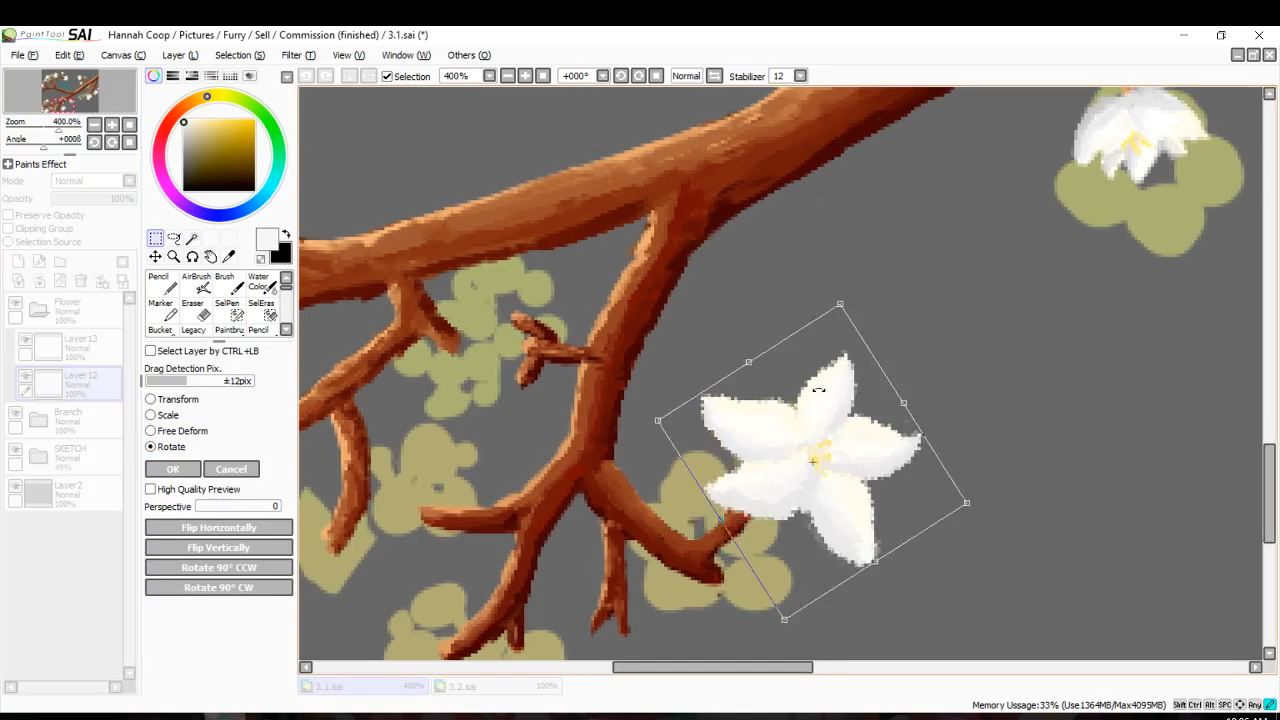 PaintTool SAI Hannah Coop / Pictures / Furry / Sell / Commission (finished) / 3.1.sai (*)
File (F) Edit (E) Canvas (C) Layer (L) Selection (S) Filter (T) View (V) Window (W) Others (O)
Selection 400% +000° Normal Stabilizer 12
Zoom 400.0%
Angle +000°
Paints Effect
Mode Normal
Opacity 100%
Preserve Opacity
Clipping Group
Selection Source
Flower
Normal
100%
Layer13
Normal
100%
Layer12
Normal
100%
Branch
Normal
100%
SKETCH
Normal
49%
Layer2
Normal
100%
Pencil AirBrush Brush Water Color
Marker Eraser SelPen SelEras
Bucket Legacy Paintbru Pencil
Select Layer by CTRL+LB
Drag Detection Pix.
±12pix
Transform
Scale
Free Deform
Rotate
OK Cancel
High Quality Preview
Perspective 0
Flip Horizontally
Flip Vertically
Rotate 90° CCW
Rotate 90° CW
3.1.sai 400% 3.2.sai 100%
Memory Usage:33% (Use1364MB/Max4095MB) Shift Ctrl Alt SPC Any